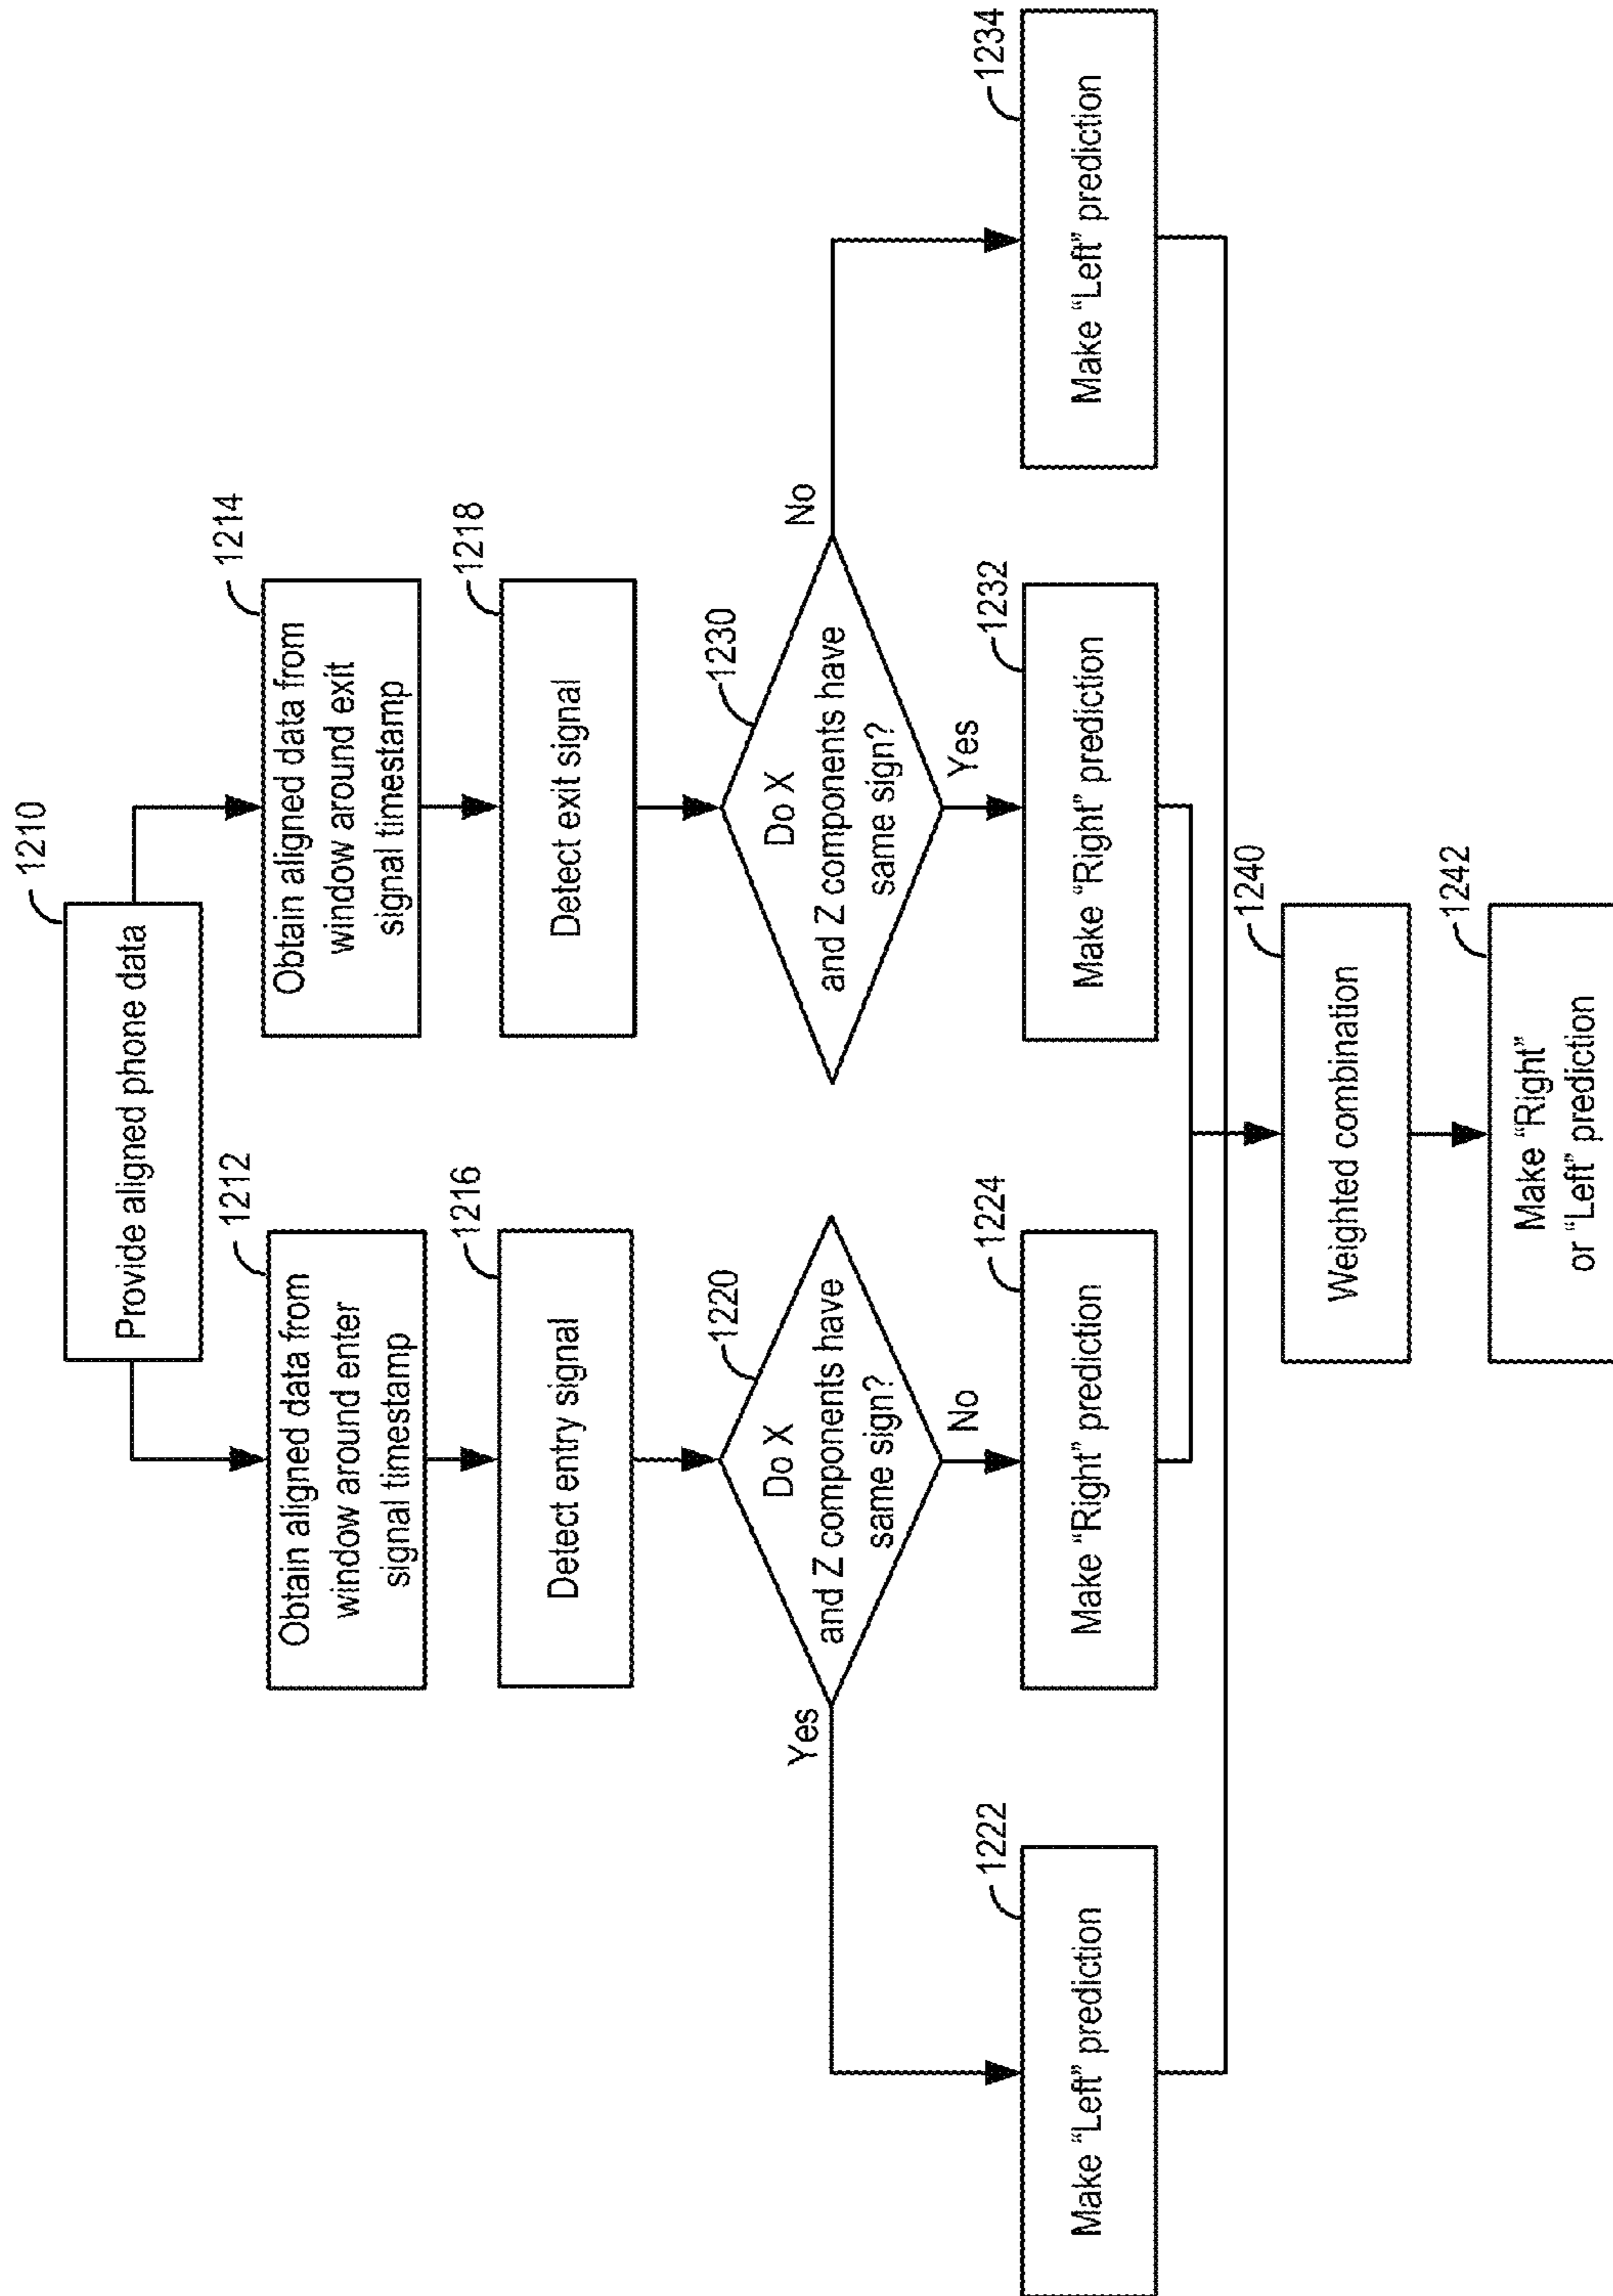 1210
Provide aligned phone data
1212
Obtain aligned data from
window around enter
signal timestamp
1214
Obtain aligned data from
window around exit
signal timestamp
1216
Detect entry signal
1218
Detect exit signal
1220
Do X
and Z components have
same sign?
Yes
No
1230
Do X
and Z components have
same sign?
Yes
No
1222
Make “Left” prediction
1224
Make “Right” prediction
1232
Make “Right” prediction
1234
Make “Left” prediction
1240
Weighted combination
1242
Make “Right”
or “Left” prediction